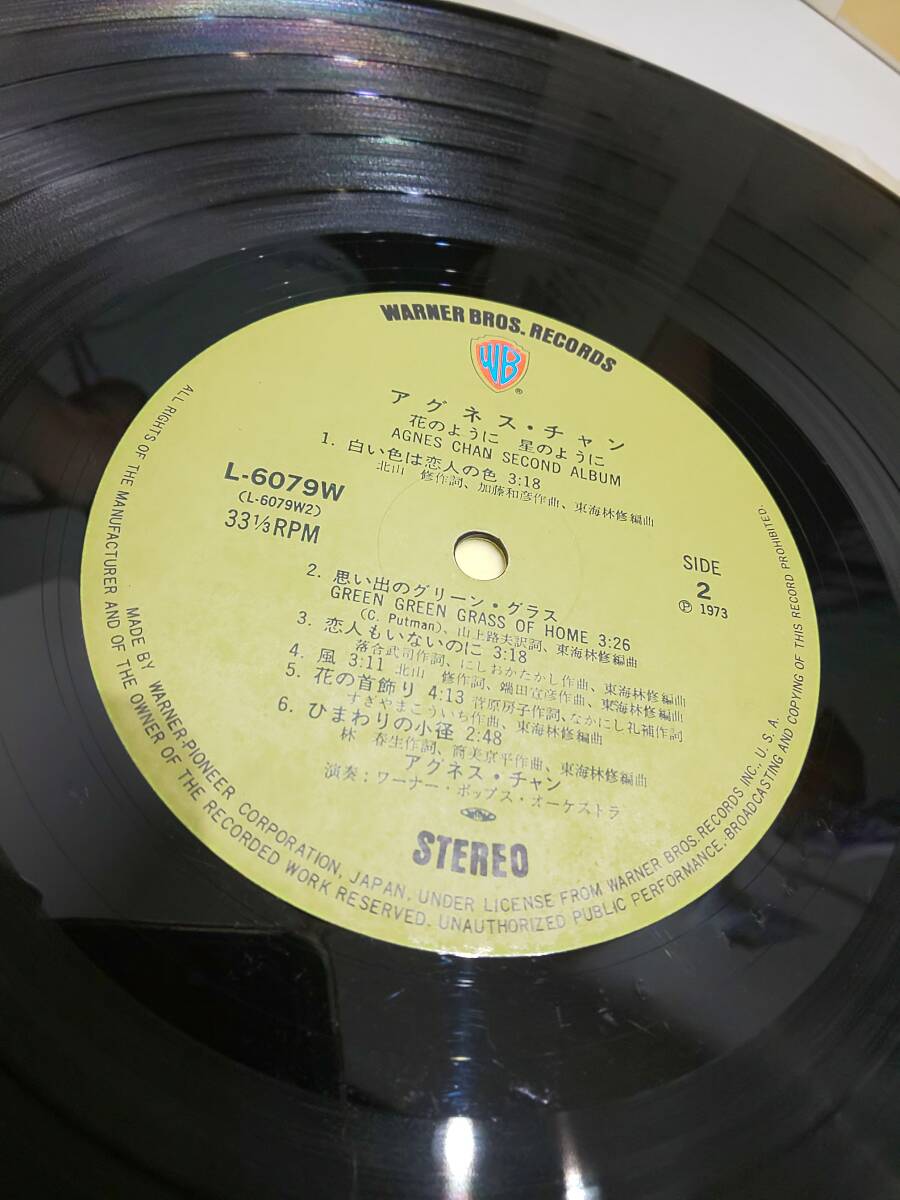 WARNER BROS. RECORDS
WB
®
アグネス・チャン
花のように 星のように
AGNES CHAN SECOND ALBUM
1. 白い色は恋人の色 3:18
北山 修作詞、加藤和彦作曲、東海林修編曲
L-6079W
(L-6079W2)
33 1/3 RPM
SIDE
2
Ⓟ 1973
2. 思い出のグリーン・グラス
GREEN GREEN GRASS OF HOME 3:26
(C. Putman)、山上路夫訳詞、東海林修編曲
3. 恋人もいないのに 3:18
落合武司作詞、にしおかたかし作曲、東海林修編曲
4. 風 3:11 北山 修作詞、端田宣彦作曲、東海林修編曲
5. 花の首飾り 4:13 菅原房子作詞、なかにし礼補作詞
すぎやまこういち作曲、東海林修編曲
6. ひまわりの小径 2:48
林 春生作詞、筒美京平作曲、東海林修編曲
アグネス・チャン
演奏:ワーナー・ポップス・オーケストラ
STEREO
MADE BY WARNER-PIONEER CORPORATION, JAPAN, UNDER LICENSE FROM WARNER BROS. RECORDS INC., U. S. A.
ALL RIGHTS OF THE MANUFACTURER AND OF THE OWNER OF THE RECORDED WORK RESERVED. UNAUTHORIZED PUBLIC PERFORMANCE. BROADCASTING AND COPYING OF THIS RECORD PROHIBITED.